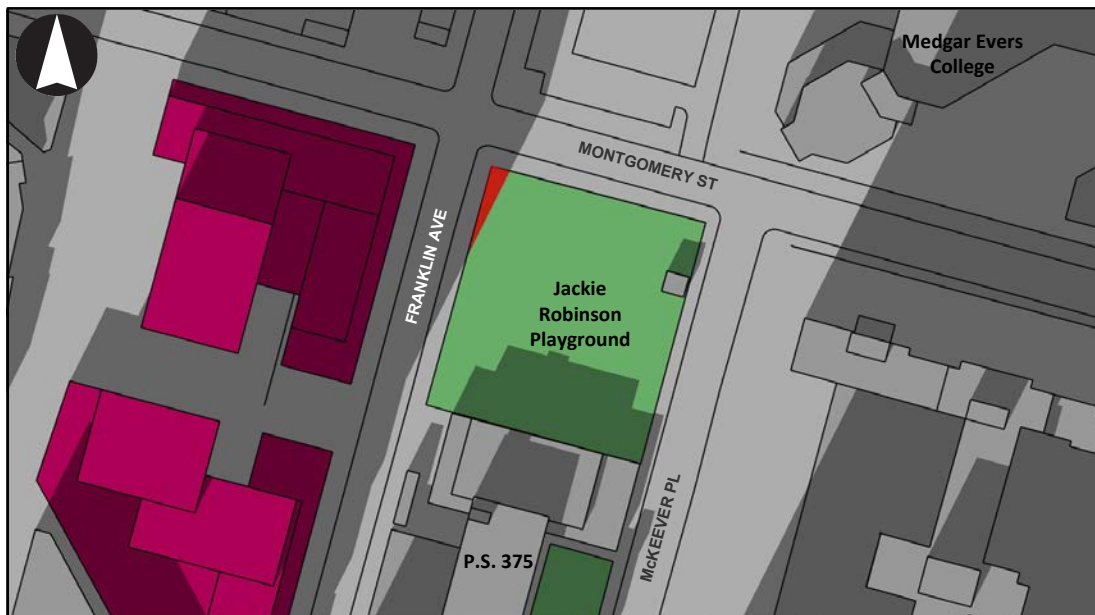 Medgar Evers
College
MONTGOMERY ST
FRANKLIN AVE
Jackie
Robinson
Playground
McKEEVER PL
P.S. 375